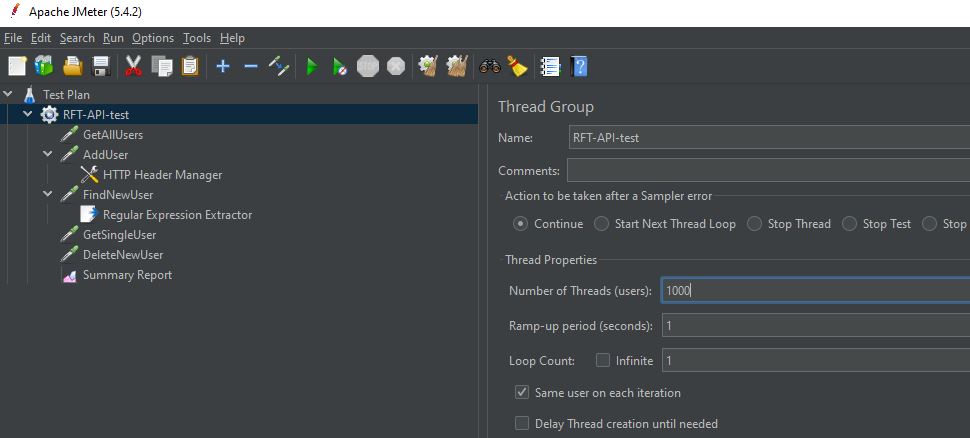 Apache JMeter (5.4.2)
File Edit Search Run Options Tools Help
Test Plan
RFT-API-test
GetAllUsers
AddUser
HTTP Header Manager
FindNewUser
Regular Expression Extractor
GetSingleUser
DeleteNewUser
Summary Report
Thread Group
Name: RFT-API-test
Comments:
Action to be taken after a Sampler error
Continue Start Next Thread Loop Stop Thread Stop Test Stop
Thread Properties
Number of Threads (users): 1000
Ramp-up period (seconds): 1
Loop Count: Infinite 1
Same user on each iteration
Delay Thread creation until needed